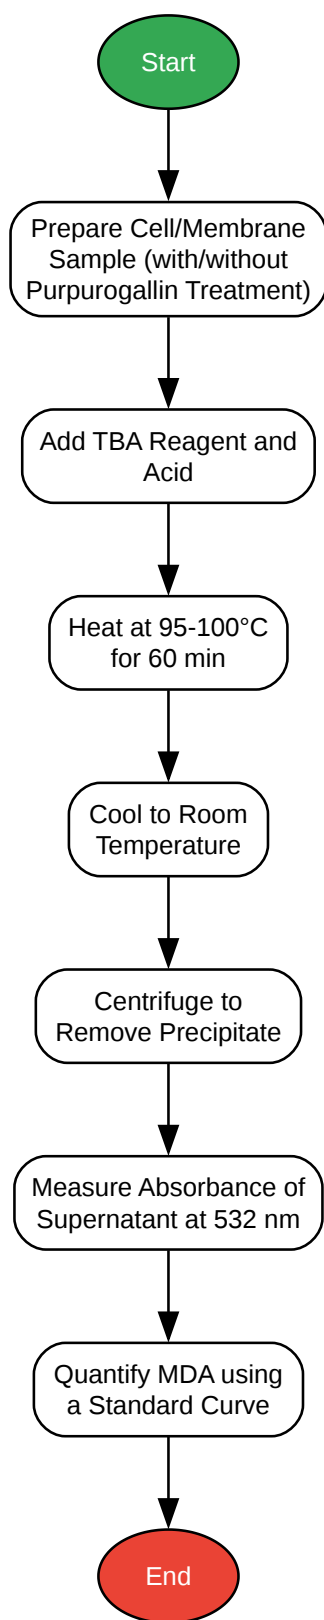 Start
Prepare Cell/Membrane
Sample (with/without
Purpurogallin Treatment)
Add TBA Reagent and
Acid
Heat at 95-100°C
for 60 min
Cool to Room
Temperature
Centrifuge to
Remove Precipitate
Measure Absorbance of
Supernatant at 532 nm
Quantify MDA using
a Standard Curve
End